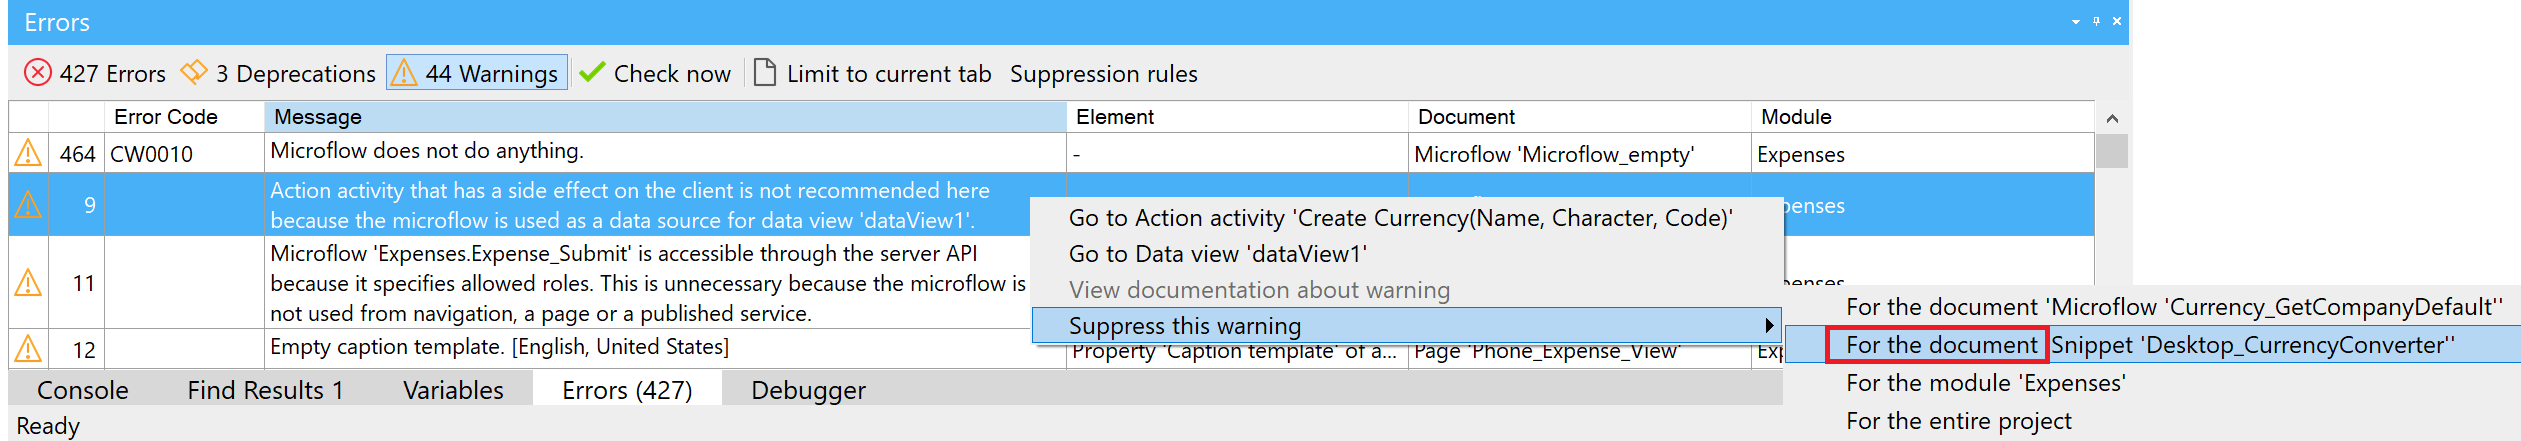 Errors
427 Errors 3 Deprecations 44 Warnings Check now Limit to current tab Suppression rules
Error Code Message Element Document Module
464 CW0010 Microflow does not do anything. - Microflow 'Microflow_empty' Expenses
9 Action activity that has a side effect on the client is not recommended here
because the microflow is used as a data source for data view 'dataView1'.
penses
11 Microflow 'Expenses.Expense_Submit' is accessible through the server API
because it specifies allowed roles. This is unnecessary because the microflow is
not used from navigation, a page or a published service.
penses
12 Empty caption template. [English, United States] Property 'Caption template' of a... Page 'Phone_Expense_View' Exp
Go to Action activity 'Create Currency(Name, Character, Code)'
Go to Data view 'dataView1'
View documentation about warning
Suppress this warning
For the document 'Microflow 'Currency_GetCompanyDefault''
For the document Snippet 'Desktop_CurrencyConverter''
For the module 'Expenses'
For the entire project
Console Find Results 1 Variables Errors (427) Debugger
Ready